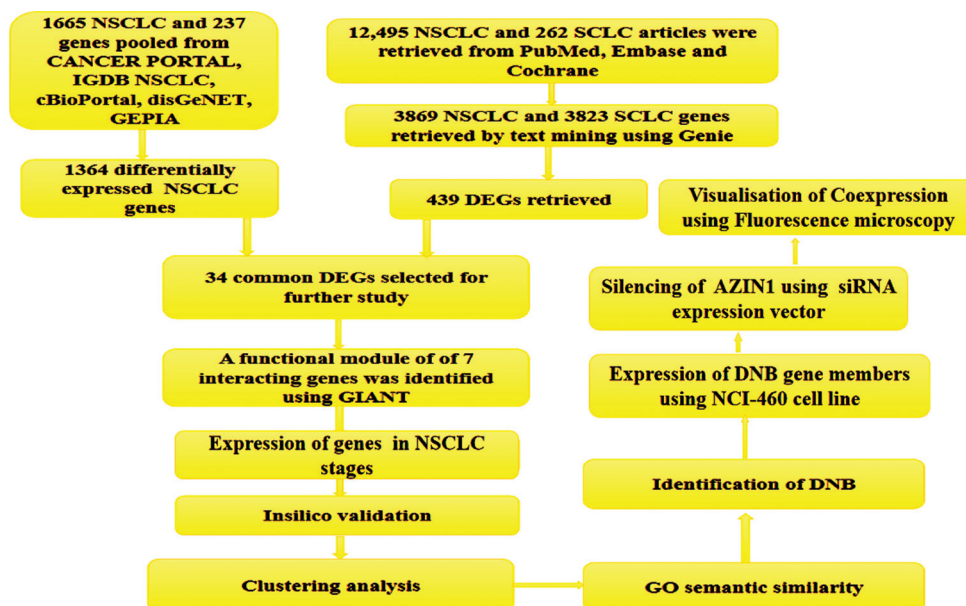 1665 NSCLC and 237
genes pooled from
CANCER PORTAL,
IGDB NSCLC,
cBioPortal, disGeNET,
GEPIA
1364 differentially
expressed NSCLC
genes
12,495 NSCLC and 262 SCLC articles were
retrieved from PubMed, Embase and
Cochrane
3869 NSCLC and 3823 SCLC genes
retrieved by text mining using Genie
439 DEGs retrieved
34 common DEGs selected for
further study
A functional module of of 7
interacting genes was identified
using GIANT
Expression of genes in NSCLC
stages
Insilico validation
Clustering analysis
GO semantic similarity
Identification of DNB
Expression of DNB gene members
using NCI-460 cell line
Silencing of AZIN1 using siRNA
expression vector
Visualisation of Coexpression
using Fluorescence microscopy